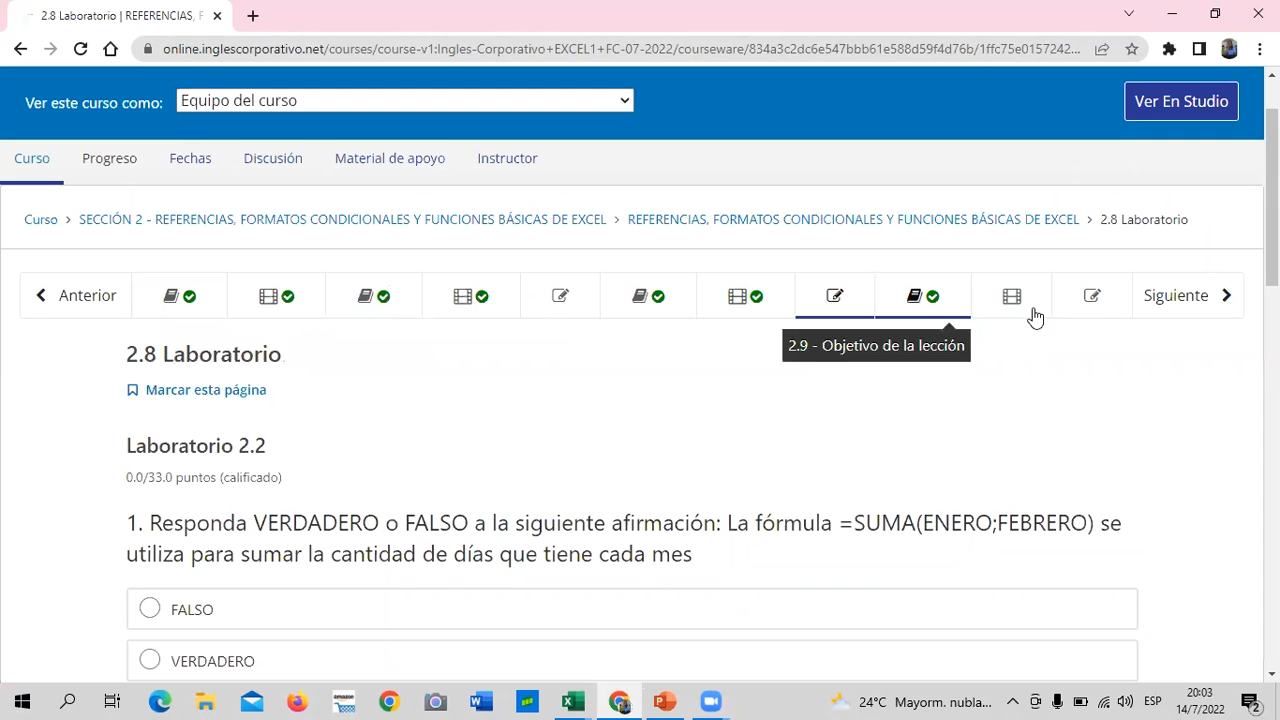 2.8 Laboratorio | REFERENCIAS, F
online.inglescorporativo.net/courses/course-v1:Ingles-Corporativo+EXCEL1+FC-07-2022/courseware/834a3c2dc6e547bbb61e588d59f4d76b/1ffc75e0157242...
Ver este curso como:
Equipo del curso
Ver En Studio
Curso Progreso Fechas Discusión Material de apoyo Instructor
Curso > SECCIÓN 2 - REFERENCIAS, FORMATOS CONDICIONALES Y FUNCIONES BÁSICAS DE EXCEL > REFERENCIAS, FORMATOS CONDICIONALES Y FUNCIONES BÁSICAS DE EXCEL > 2.8 Laboratorio
Anterior Siguiente
2.9 - Objetivo de la lección
2.8 Laboratorio
Marcar esta página
Laboratorio 2.2
0.0/33.0 puntos (calificado)
1. Responda VERDADERO o FALSO a la siguiente afirmación: La fórmula =SUMA(ENERO;FEBRERO) se
utiliza para sumar la cantidad de días que tiene cada mes
FALSO
VERDADERO
amazon
24°C Mayorm. nubla...
ESP
20:03
14/7/2022
2